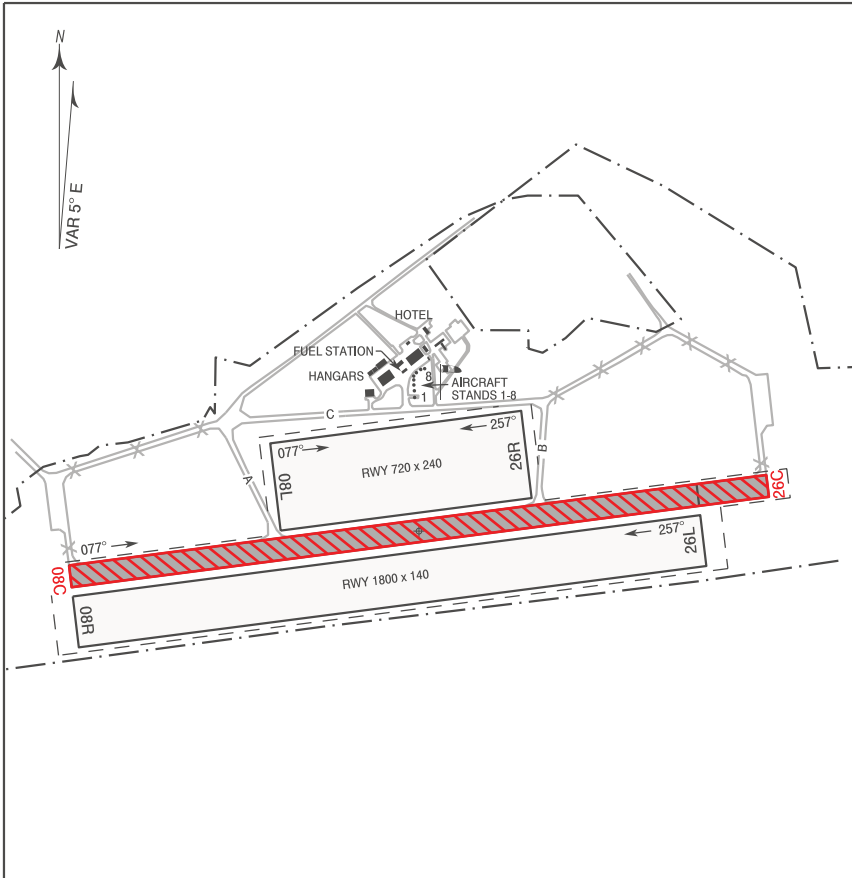 N
VAR 5° E
HOTEL
FUEL STATION
HANGARS
8
AIRCRAFT
STANDS 1-8
1
C
257°
077°
RWY 720 x 240
08L
26R
B
A
26C
077°
257°
26L
08C
RWY 1800 x 140
08R